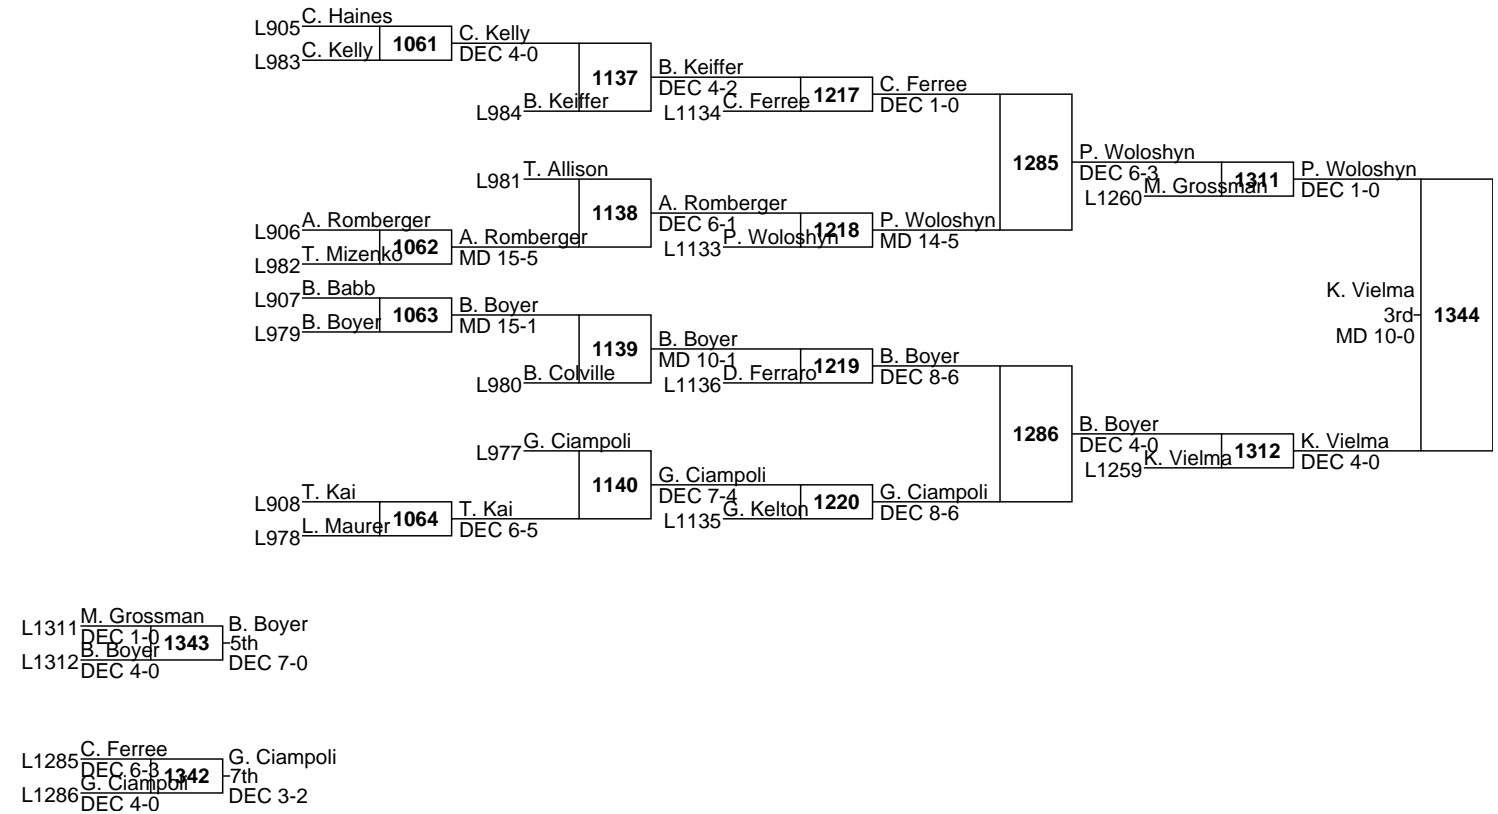 L905 C. Haines
1061
L983 C. Kelly
C. Kelly
DEC 4-0
1137
L984 B. Keiffer
B. Keiffer
DEC 4-2
L1134 C. Ferree
1217
C. Ferree
DEC 1-0
L981 T. Allison
1138
L906 A. Romberger
1062
L982 T. Mizenko
A. Romberger
MD 15-5
A. Romberger
DEC 6-1
L1133 P. Woloshyn
1218
P. Woloshyn
MD 14-5
1285
P. Woloshyn
DEC 6-3
L1260 M. Grossman
1311
P. Woloshyn
DEC 1-0
L907 B. Babb
1063
L979 B. Boyer
B. Boyer
MD 15-1
1139
L980 B. Colville
B. Boyer
MD 10-1
L1136 D. Ferraro
1219
B. Boyer
DEC 8-6
L977 G. Ciampoli
1140
L908 T. Kai
1064
L978 L. Maurer
T. Kai
DEC 6-5
G. Ciampoli
DEC 7-4
L1135 G. Kelton
1220
G. Ciampoli
DEC 8-6
1286
B. Boyer
DEC 4-0
L1259 K. Vielma
1312
K. Vielma
DEC 4-0
K. Vielma
3rd
MD 10-0
1344
L1311 M. Grossman
DEC 1-0
1343
L1312 B. Boyer
DEC 4-0
B. Boyer
5th
DEC 7-0
L1285 C. Ferree
DEC 6-3
1342
L1286 G. Ciampoli
DEC 4-0
G. Ciampoli
7th
DEC 3-2